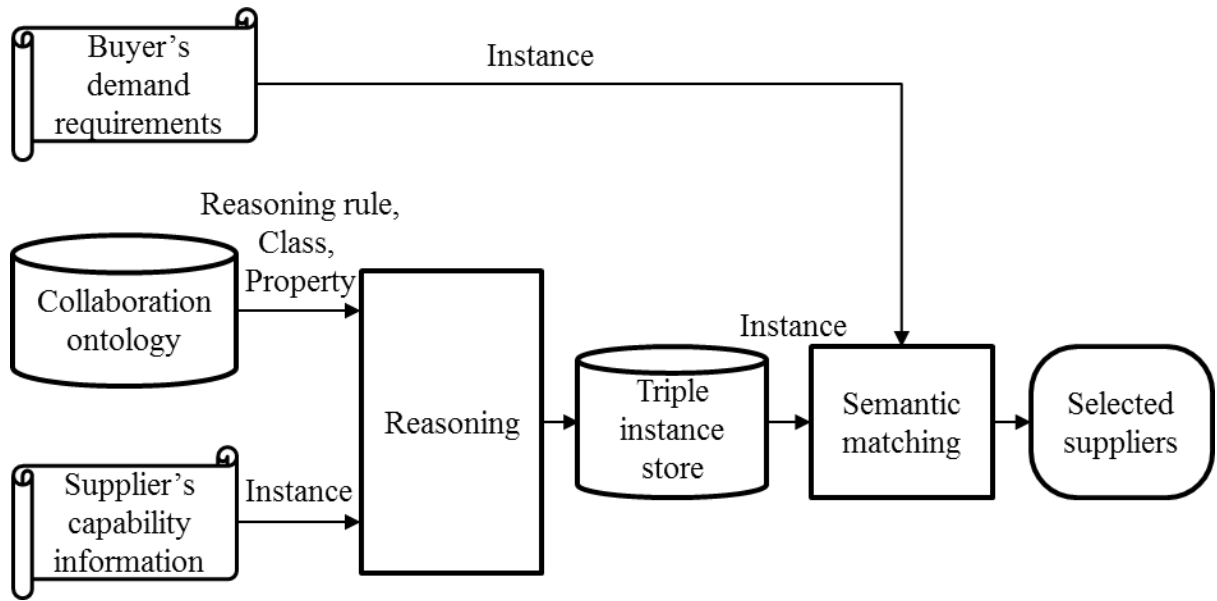 Buyer's
demand
requirements
Instance
Reasoning rule,
Class,
Property
Collaboration
ontology
Supplier's
capability
information
Instance
Reasoning
Triple
instance
store
Instance
Semantic
matching
Selected
suppliers